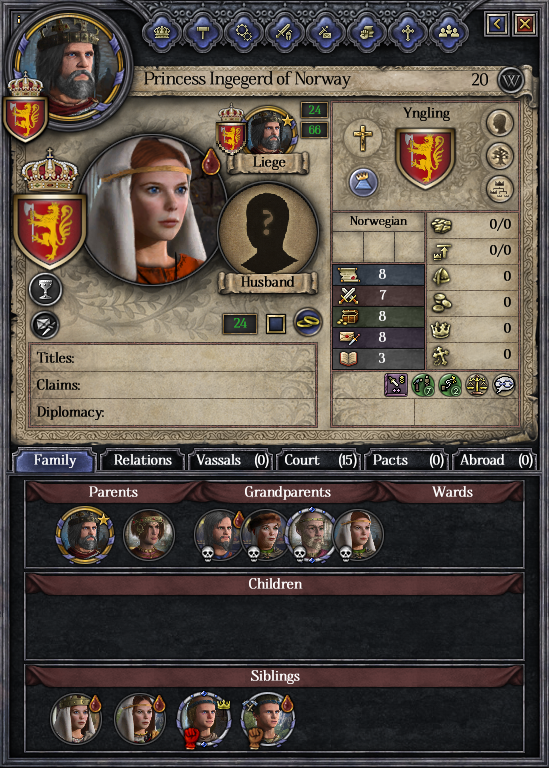 Princess Ingegerd of Norway 20 W
24
66
Yngling
Liege
Husband
24
Norwegian
8
7
8
8
3
0/0
0/0
0
0
0
0
7
2
Titles:
Claims:
Diplomacy:
Family Relations Vassals (0) Court (15) Pacts (0) Abroad (0)
Parents Grandparents Wards
Children
Siblings